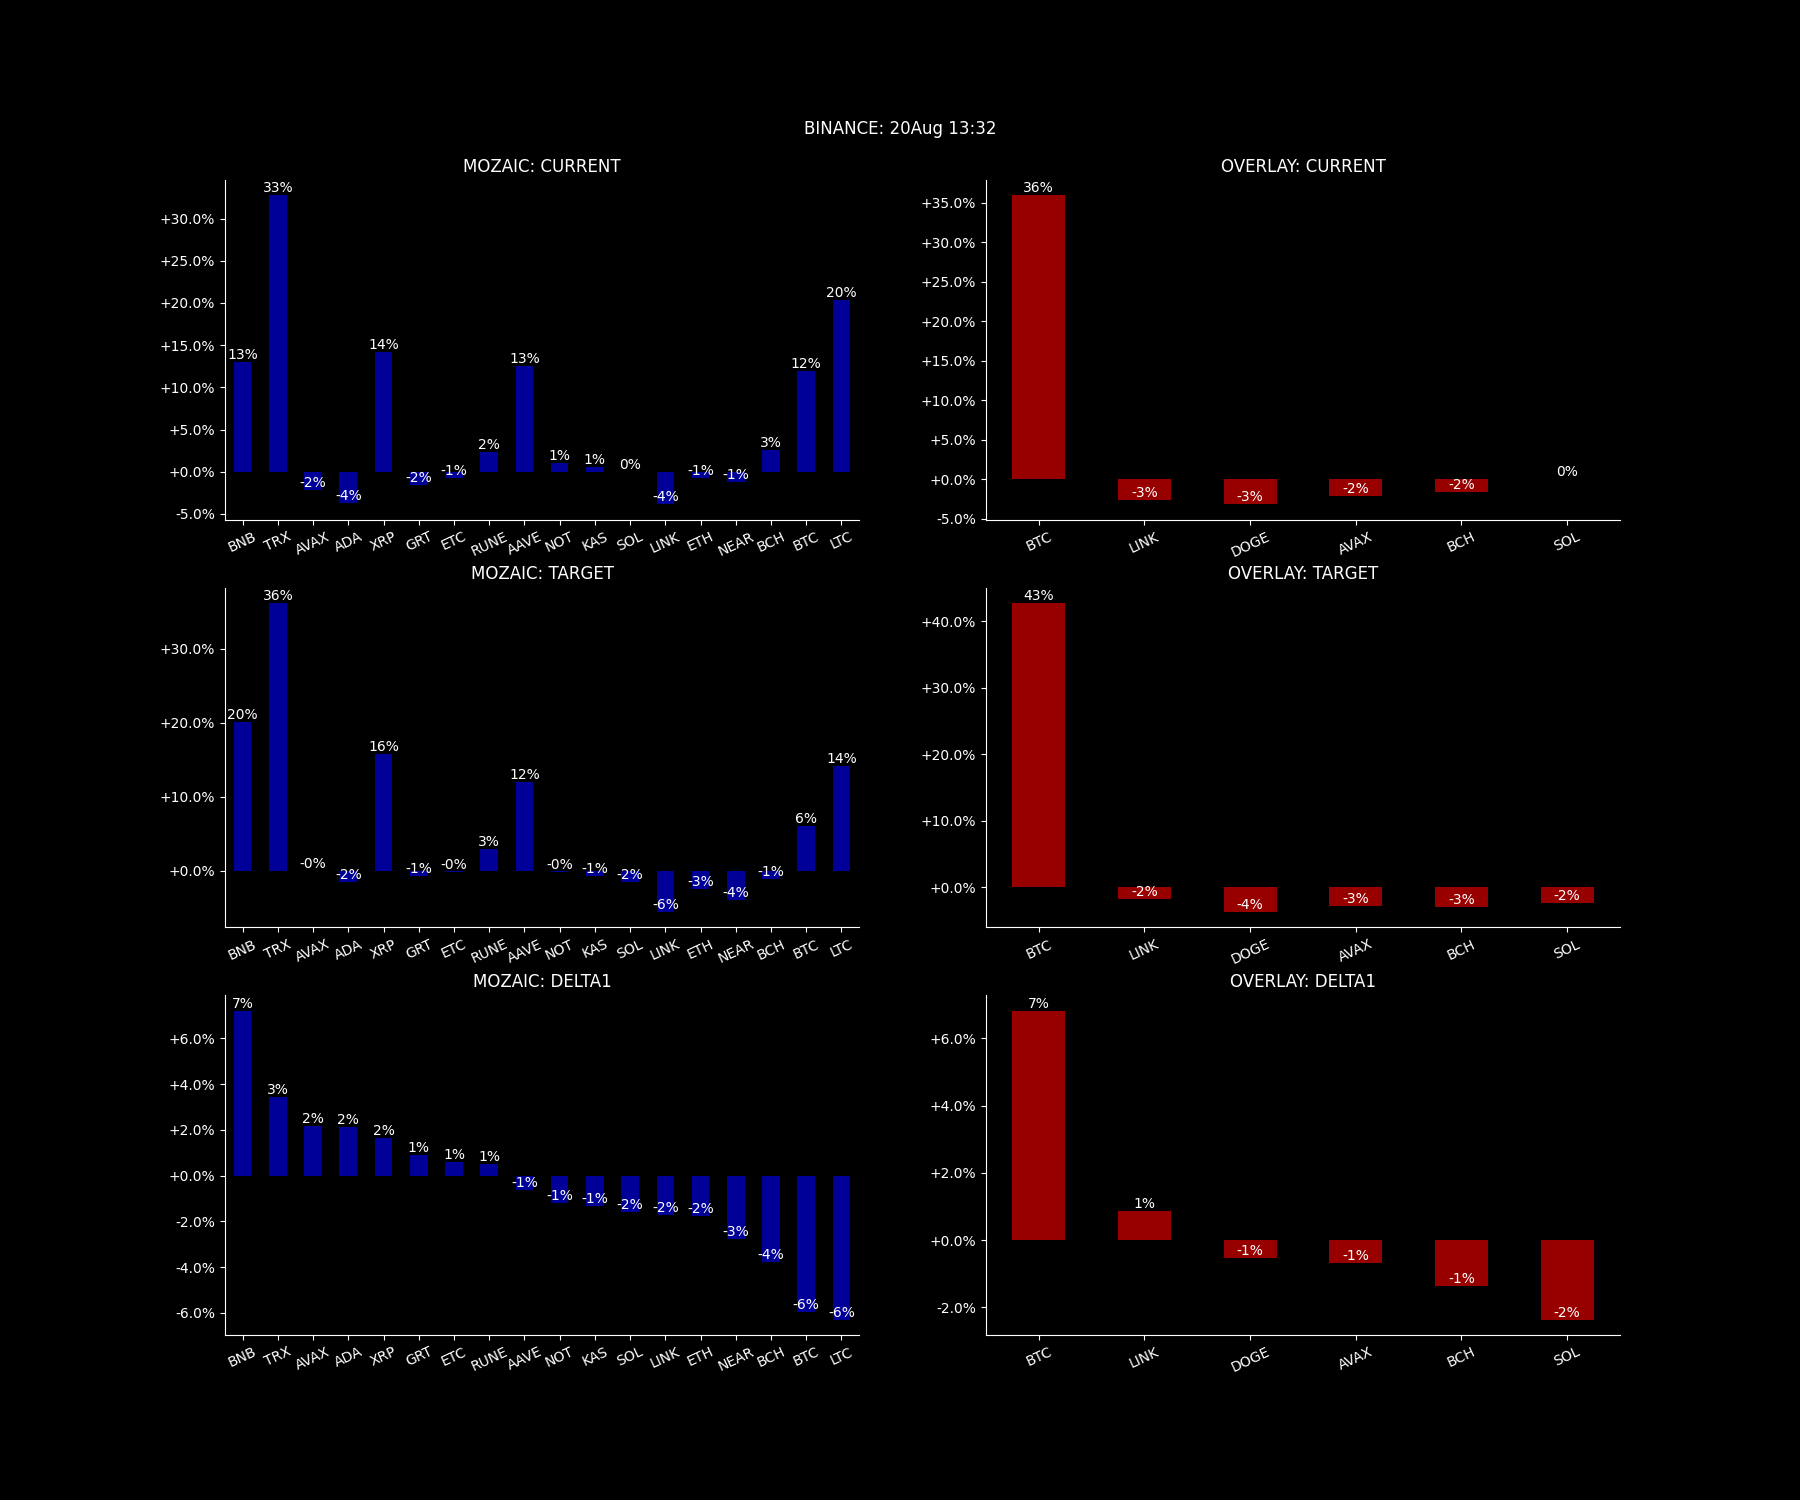 BINANCE: 20Aug 13:32
MOZAIC: CURRENT
33%
+30.0%
+25.0%
+20.0%
+15.0%
+10.0%
+5.0%
+0.0%
-5.0%
13% 14% 13% 12% 20%
-2% -4% -2% -1% 2% 1% 1% 0% -4% -1% -1% 3%
BNB TRX AVAX ADA XRP GRT ETC RUNE AAVE NOT KAS SOL LINK ETH NEAR BCH BTC LTC
OVERLAY: CURRENT
36%
+35.0%
+30.0%
+25.0%
+20.0%
+15.0%
+10.0%
+5.0%
+0.0%
-5.0%
-3% -3% -2% -2% 0%
BTC LINK DOGE AVAX BCH SOL
MOZAIC: TARGET
36%
+30.0%
+20.0%
+10.0%
+0.0%
20% 16% 12% 14%
-0% -2% -1% -0% 3% -0% -1% -2% -6% -3% -4% -1% 6%
BNB TRX AVAX ADA XRP GRT ETC RUNE AAVE NOT KAS SOL LINK ETH NEAR BCH BTC LTC
OVERLAY: TARGET
43%
+40.0%
+30.0%
+20.0%
+10.0%
+0.0%
-2% -4% -3% -3% -2%
BTC LINK DOGE AVAX BCH SOL
MOZAIC: DELTA1
7%
+6.0%
+4.0%
+2.0%
+0.0%
-2.0%
-4.0%
-6.0%
3% 2% 2% 2% 1% 1% 1% -1% -1% -1% -2% -2% -2% -3% -4% -6% -6%
BNB TRX AVAX ADA XRP GRT ETC RUNE AAVE NOT KAS SOL LINK ETH NEAR BCH BTC LTC
OVERLAY: DELTA1
7%
+6.0%
+4.0%
+2.0%
+0.0%
-2.0%
1% -1% -1% -1% -2%
BTC LINK DOGE AVAX BCH SOL